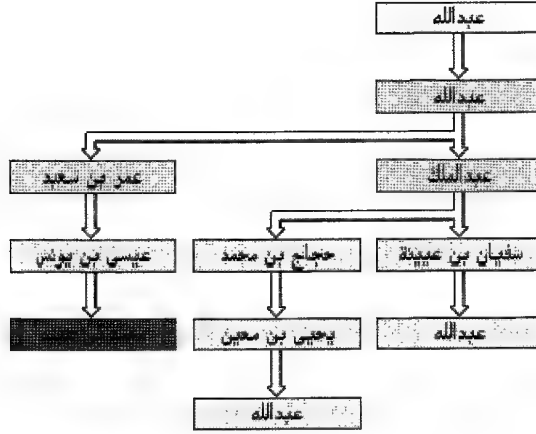 عبدالله
عبدالله
عبدالملك
عمر بن سعيد
سفيان بن عيينة
حجاج بن محمد
عيسى بن يونس
عبدالله
يحيى بن معين
عبدالله